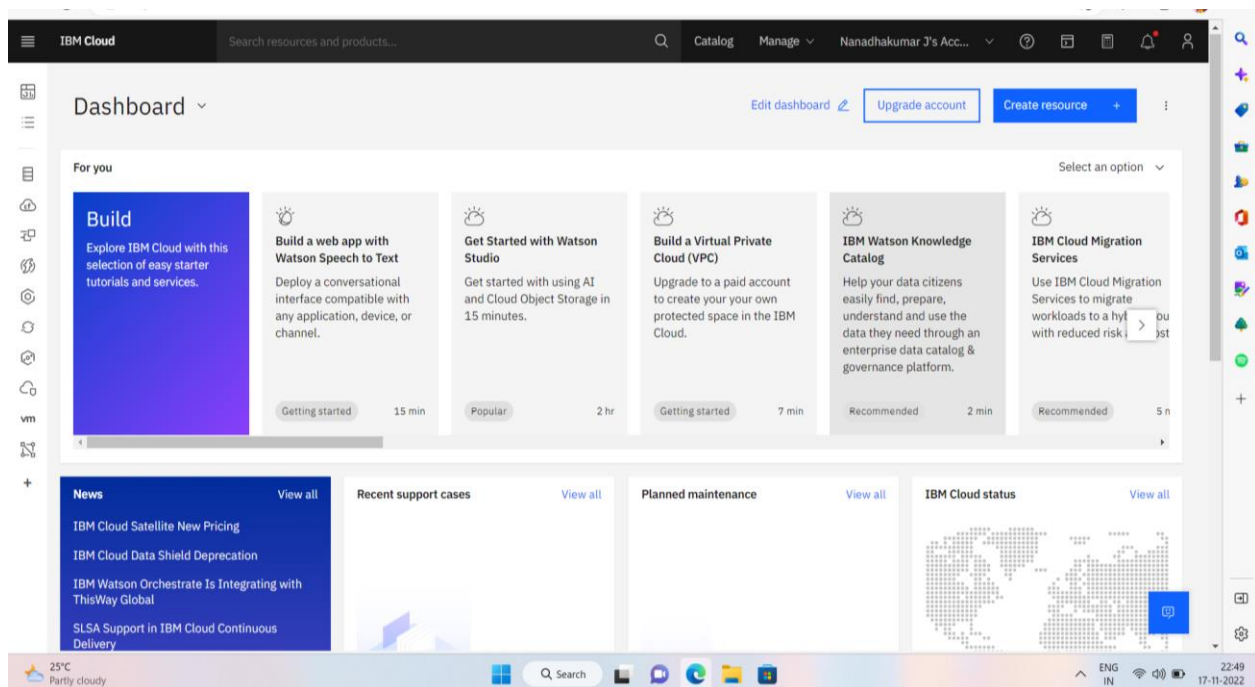 IBM Cloud
Search resources and products...
Catalog
Manage
Nanadhakumar J's Acc...
Dashboard
Edit dashboard
Upgrade account
Create resource +
For you
Select an option
Build
Explore IBM Cloud with this
selection of easy starter
tutorials and services.
Build a web app with
Watson Speech to Text
Deploy a conversational
interface compatible with
any application, device, or
channel.
Getting started
15 min
Get Started with Watson
Studio
Get started with using AI
and Cloud Object Storage in
15 minutes.
Popular
2 hr
Build a Virtual Private
Cloud (VPC)
Upgrade to a paid account
to create your your own
protected space in the IBM
Cloud.
Getting started
7 min
IBM Watson Knowledge
Catalog
Help your data citizens
easily find, prepare,
understand and use the
data they need through an
enterprise data catalog &
governance platform.
Recommended
2 min
IBM Cloud Migration
Services
Use IBM Cloud Migration
Services to migrate
workloads to a
with reduced risk
Recommended
5
vm
News
View all
IBM Cloud Satellite New Pricing
IBM Cloud Data Shield Deprecation
IBM Watson Orchestrate Is Integrating with
ThisWay Global
SLSA Support in IBM Cloud Continuous
Delivery
Recent support cases
View all
Planned maintenance
View all
IBM Cloud status
View all
25°C
Partly cloudy
Search
ENG
IN
22:49
17-11-2022